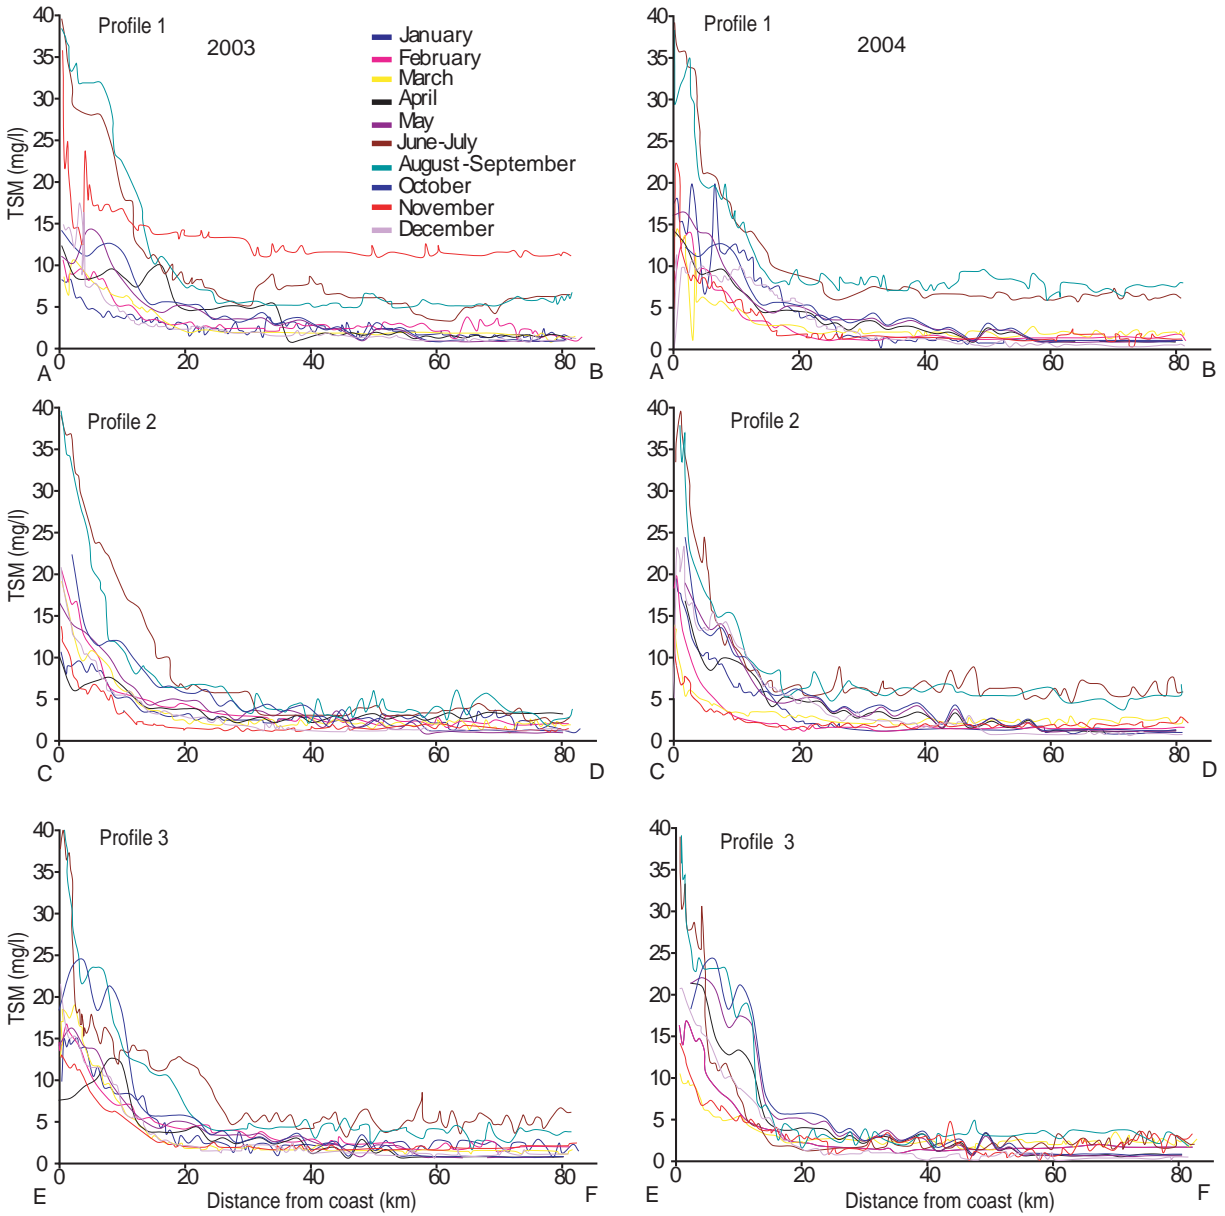 Profile 1
2003
January
February
March
April
May
June-July
August-September
October
November
December
TSM (mg/l)
40
35
30
25
20
15
10
5
0
0 20 40 60 80
A B
Profile 1
2004
40
35
30
25
20
15
10
5
0
0 20 40 60 80
A B
Profile 2
TSM (mg/l)
40
35
30
25
20
15
10
5
0
0 20 40 60 80
C D
Profile 2
40
35
30
25
20
15
10
5
0
0 20 40 60 80
C D
Profile 3
TSM (mg/l)
40
35
30
25
20
15
10
5
0
0 20 40 60 80
E Distance from coast (km) F
Profile 3
40
35
30
25
20
15
10
5
0
0 20 40 60 80
E Distance from coast (km) F